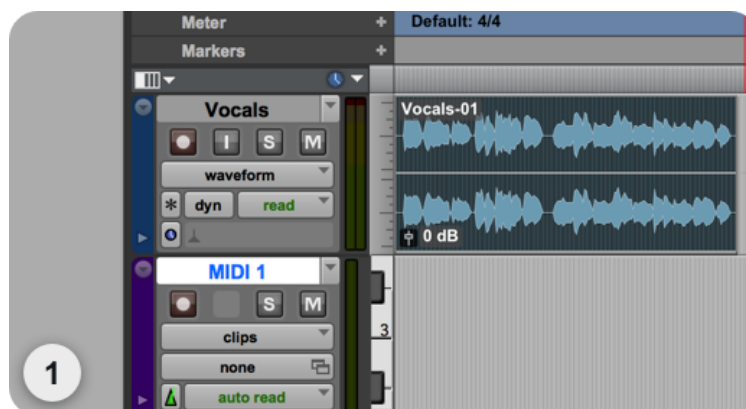 Meter + Default: 4/4
Markers +
Vocals
Vocals-01
I S M
waveform
dyn read
0 dB
MIDI 1
S M
clips
3
none
auto read
1